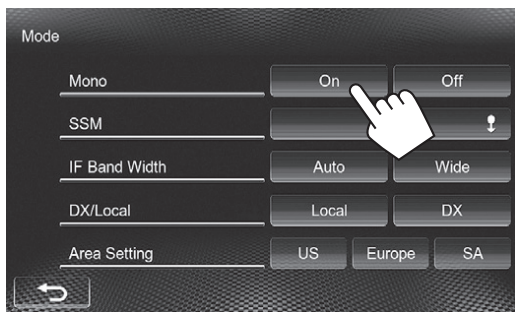 Mode
Mono On Off
SSM
IF Band Width Auto Wide
DX/Local Local DX
Area Setting US Europe SA